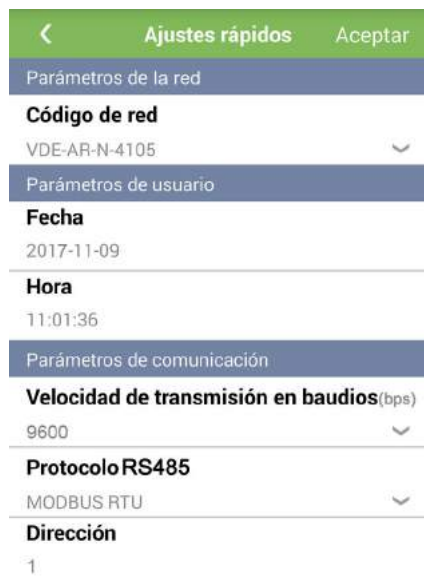 Ajustes rápidos Aceptar
Parámetros de la red
Código de red
VDE-AR-N-4105
Parámetros de usuario
Fecha
2017-11-09
Hora
11:01:36
Parámetros de comunicación
Velocidad de transmisión en baudios(bps)
9600
Protocolo RS485
MODBUS RTU
Dirección
1